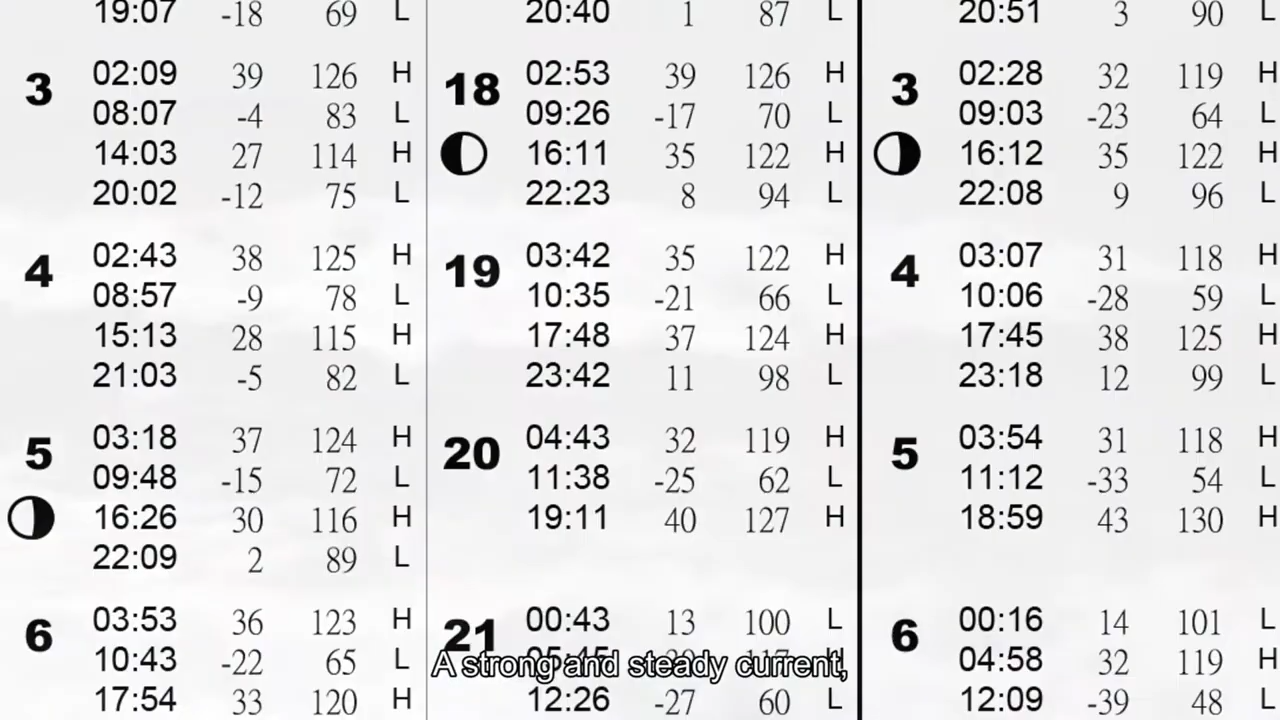 19:07 -18 69 L
3
02:09 39 126 H
08:07 -4 83 L
14:03 27 114 H
20:02 -12 75 L
4
02:43 38 125 H
08:57 -9 78 L
15:13 28 115 H
21:03 -5 82 L
5
03:18 37 124 H
09:48 -15 72 L
16:26 30 116 H
22:09 2 89 L
6
03:53 36 123 H
10:43 -22 65 L
17:54 33 120 H
20:40 1 87 L
18
02:53 39 126 H
09:26 -17 70 L
16:11 35 122 H
22:23 8 94 L
19
03:42 35 122 H
10:35 -21 66 L
17:48 37 124 H
23:42 11 98 L
20
04:43 32 119 H
11:38 -25 62 L
19:11 40 127 H
21
00:43 13 100 L
12:26 -27 60 L
20:51 3 90 L
3
02:28 32 119 H
09:03 -23 64 L
16:12 35 122 H
22:08 9 96 L
4
03:07 31 118 H
10:06 -28 59 L
17:45 38 125 H
23:18 12 99 L
5
03:54 31 118 H
11:12 -33 54 L
18:59 43 130 H
6
00:16 14 101 L
04:58 32 119 H
12:09 -39 48 L
A strong and steady current,